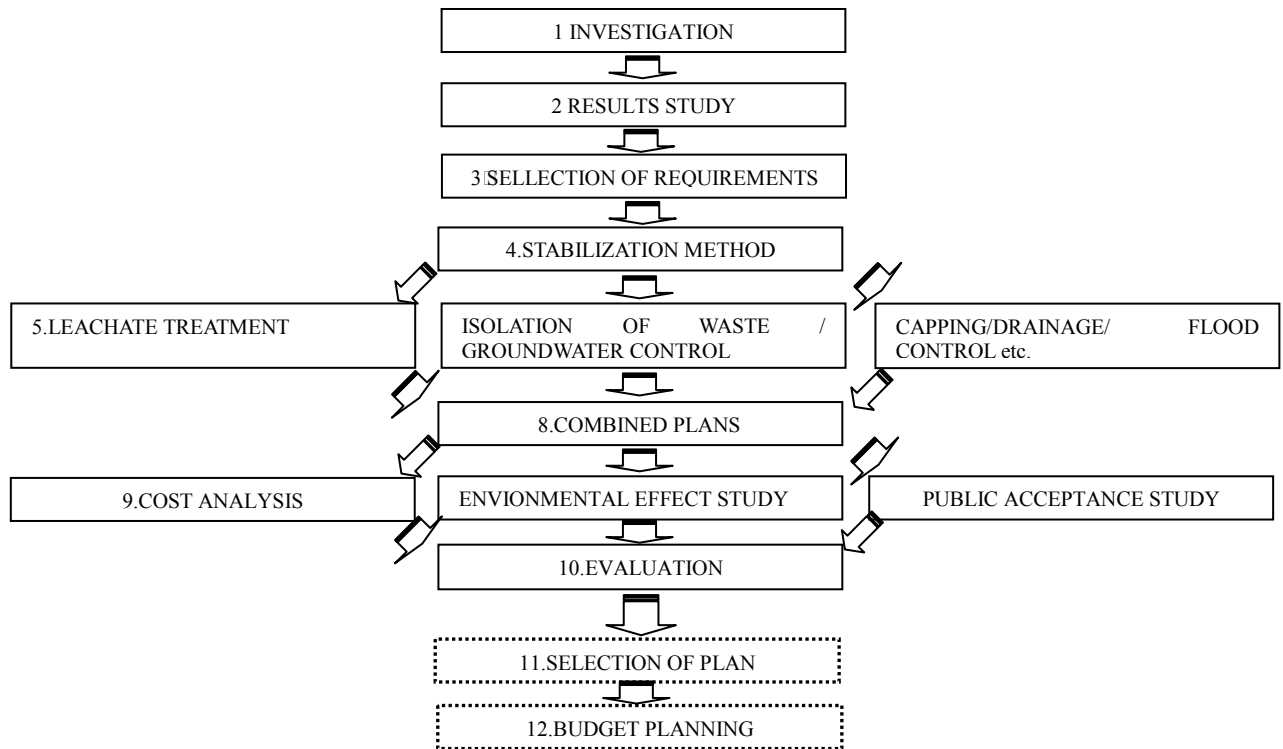 1 INVESTIGATION
2 RESULTS STUDY
3 SELLECTION OF REQUIREMENTS
4.STABILIZATION METHOD
5.LEACHATE TREATMENT
ISOLATION OF WASTE /
GROUNDWATER CONTROL
CAPPING/DRAINAGE/ FLOOD
CONTROL etc.
8.COMBINED PLANS
9.COST ANALYSIS
ENVIONMENTAL EFFECT STUDY
PUBLIC ACCEPTANCE STUDY
10.EVALUATION
11.SELECTION OF PLAN
12.BUDGET PLANNING